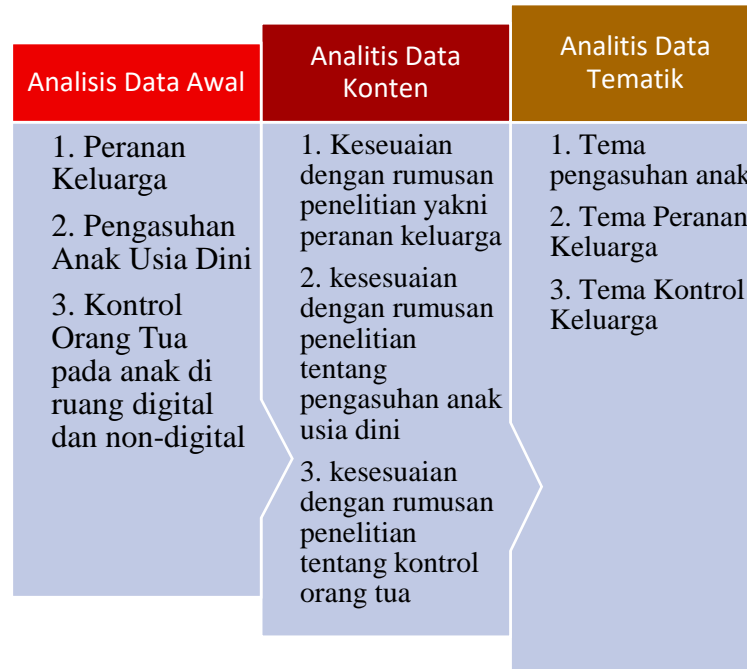 Analisis Data Awal
1. Peranan
Keluarga
2. Pengasuhan
Anak Usia Dini
3. Kontrol
Orang Tua
pada anak di
ruang digital
dan non-digital
Analitis Data
Konten
1. Keseuaian
dengan rumusan
penelitian yakni
peranan keluarga
2. kesesuaian
dengan rumusan
penelitian
tentang
pengasuhan anak
usia dini
3. kesesuaian
dengan rumusan
penelitian
tentang kontrol
orang tua
Analitis Data
Tematik
1. Tema
pengasuhan anak
2. Tema Peranan
Keluarga
3. Tema Kontrol
Keluarga